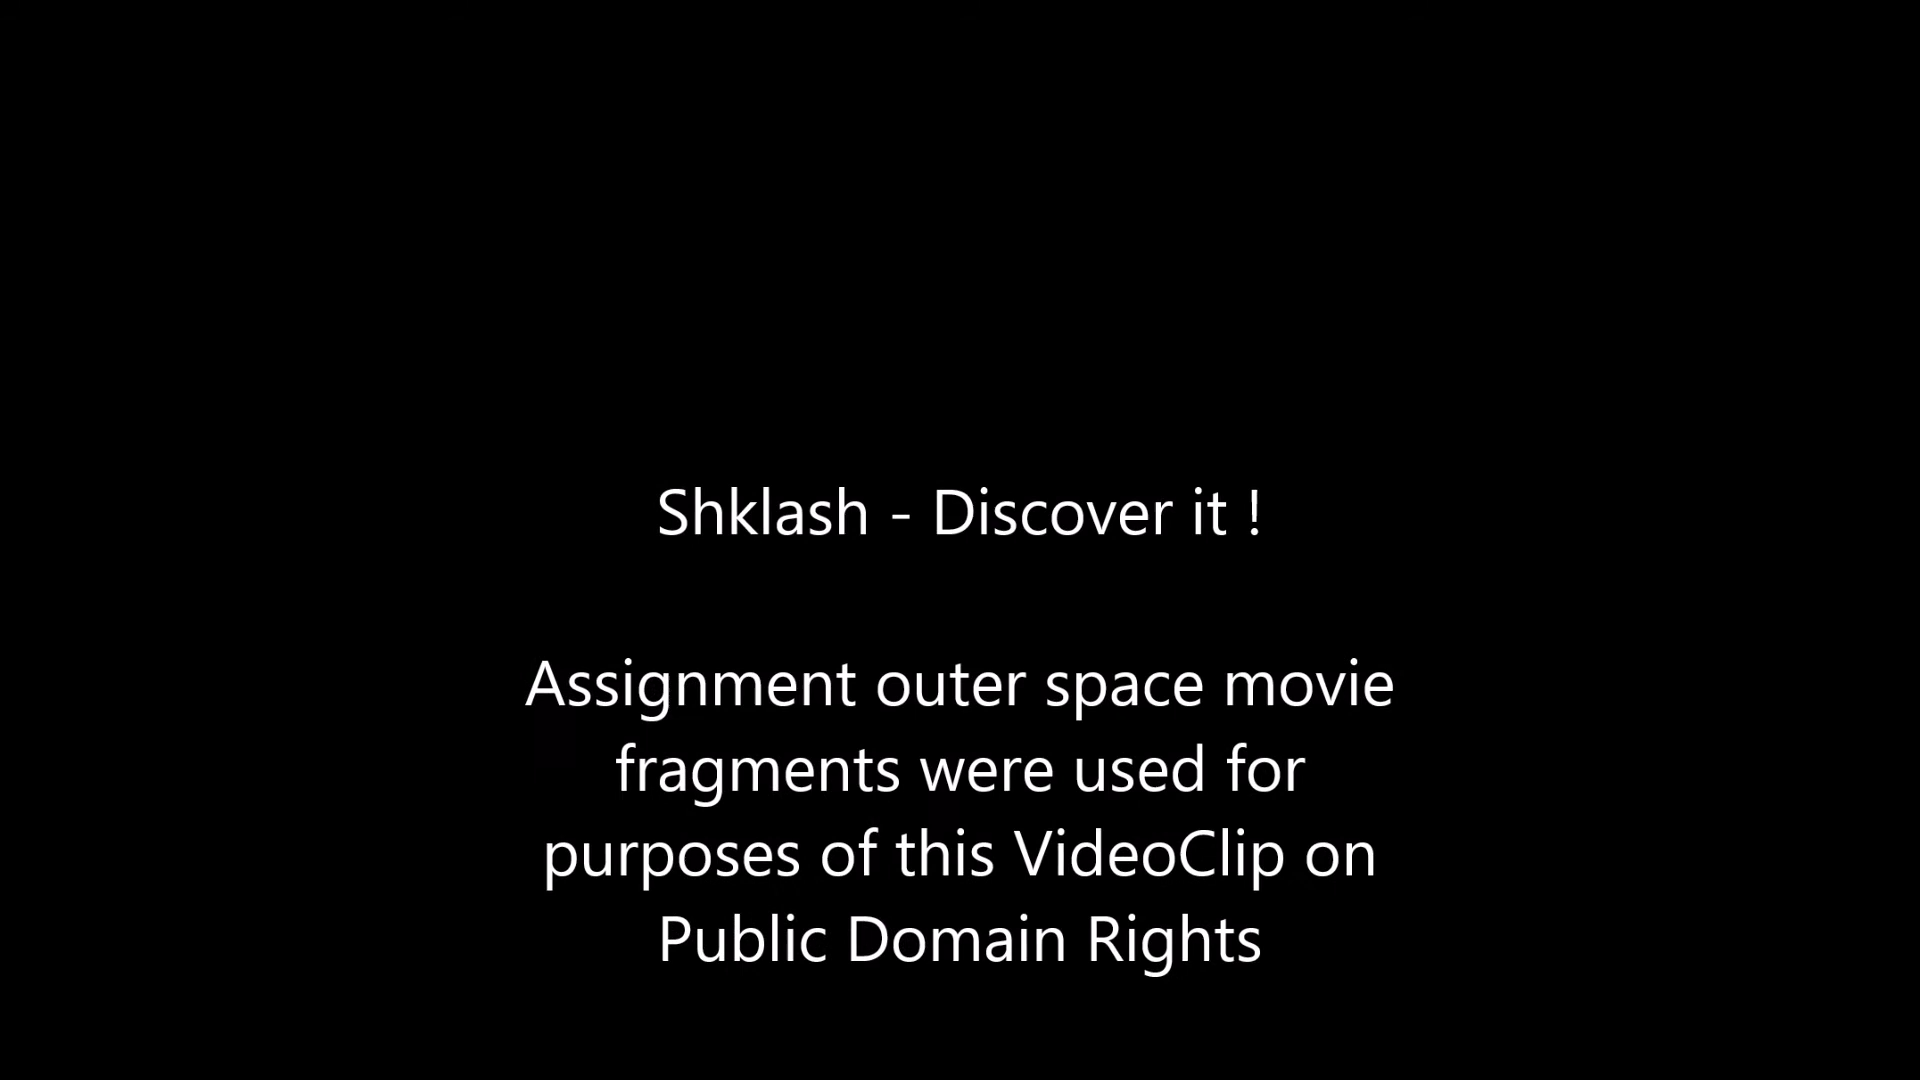 Shklash - Discover it !
Assignment outer space movie
fragments were used for
purposes of this VideoClip on
Public Domain Rights